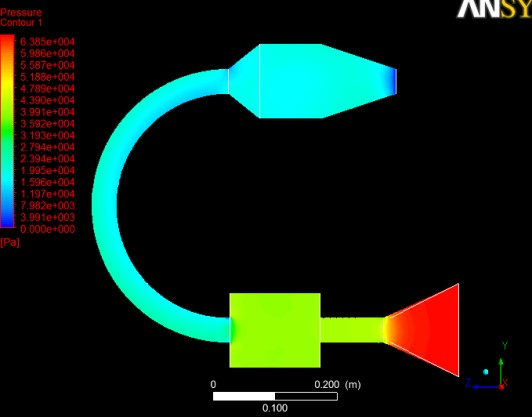 ANSY
Pressure
Contour 1
6.385e+004
5.986e+004
5.587e+004
5.188e+004
4.789e+004
4.390e+004
3.991e+004
3.592e+004
3.193e+004
2.794e+004
2.394e+004
1.995e+004
1.596e+004
1.197e+004
7.982e+003
3.991e+003
0.000e+000
[Pa]
0 0.200 (m)
0.100
Y
Z X